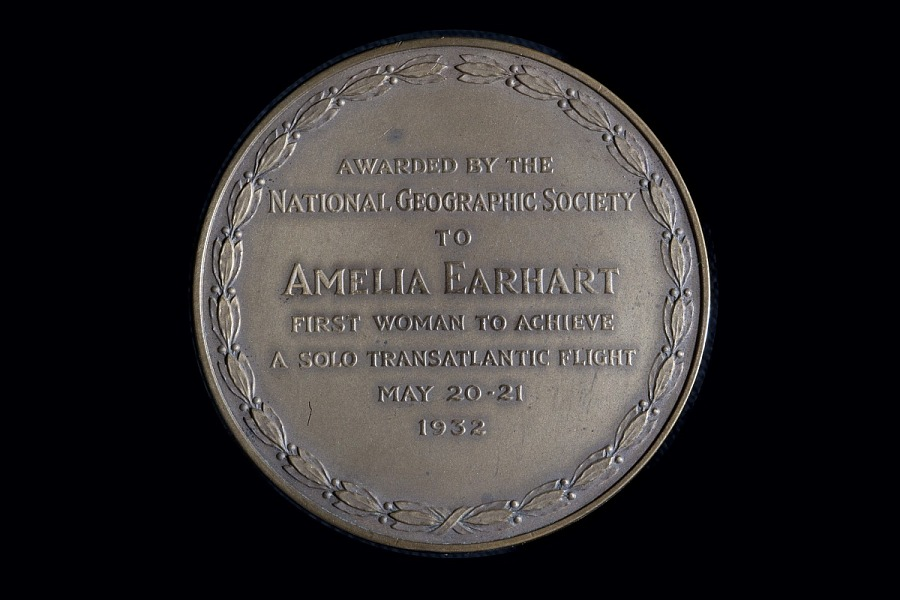 AWARDED BY THE
NATIONAL GEOGRAPHIC SOCIETY
TO
AMELIA EARHART
FIRST WOMAN TO ACHIEVE
A SOLO TRANSATLANTIC FLIGHT
MAY 20-21
1932